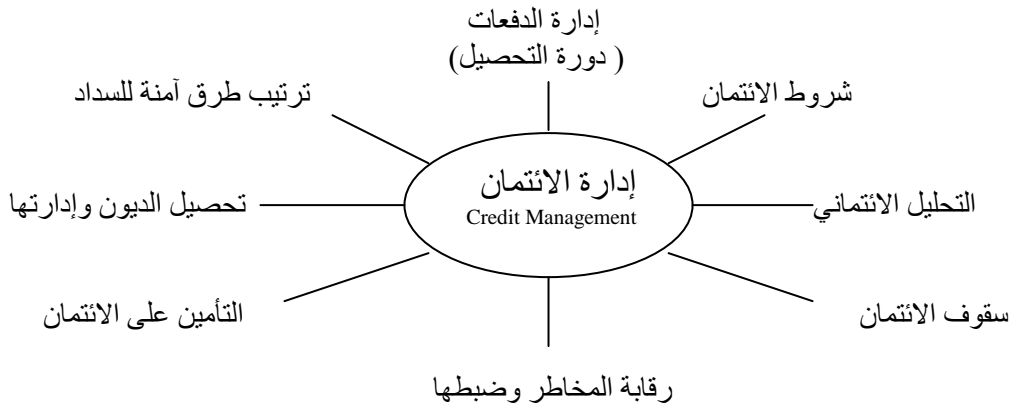 إدارة الدفعات
( دورة التحصيل)
شروط الائتمان
ترتيب طرق آمنة للسداد
إدارة الائتمان
Credit Management
التحليل الائتماني
تحصيل الديون وإدارتها
سقوف الائتمان
التأمين على الائتمان
رقابة المخاطر وضبطها